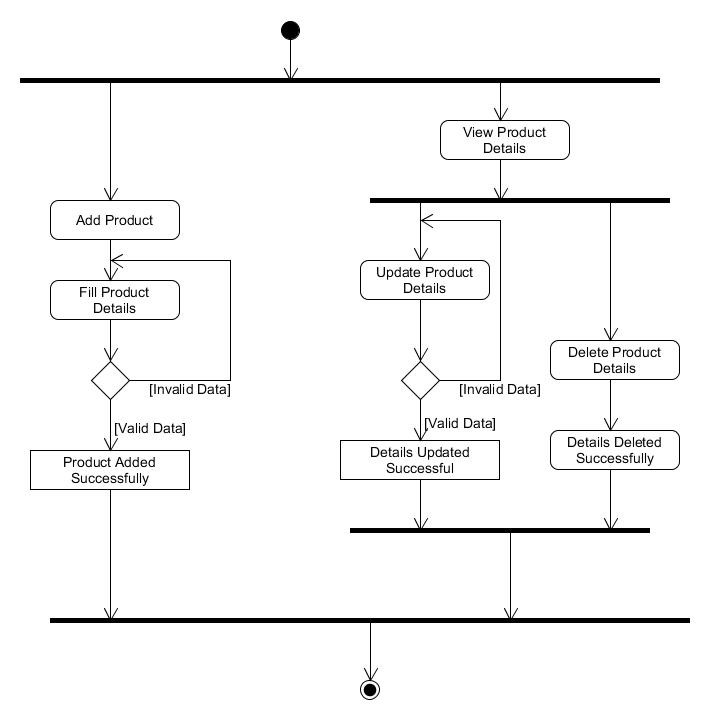 View Product
Details
Add Product
Update Product
Details
Fill Product
Details
Delete Product
Details
[Invalid Data]
[Invalid Data]
[Valid Data]
[Valid Data]
Details Updated
Successful
Details Deleted
Successfully
Product Added
Successfully